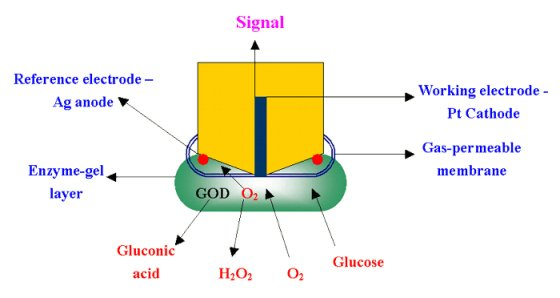 Signal
Reference electrode –
Ag anode
Working electrode -
Pt Cathode
Gas-permeable
membrane
Enzyme-gel
layer
GOD
O₂
Gluconic
acid
H₂O₂
O₂
Glucose